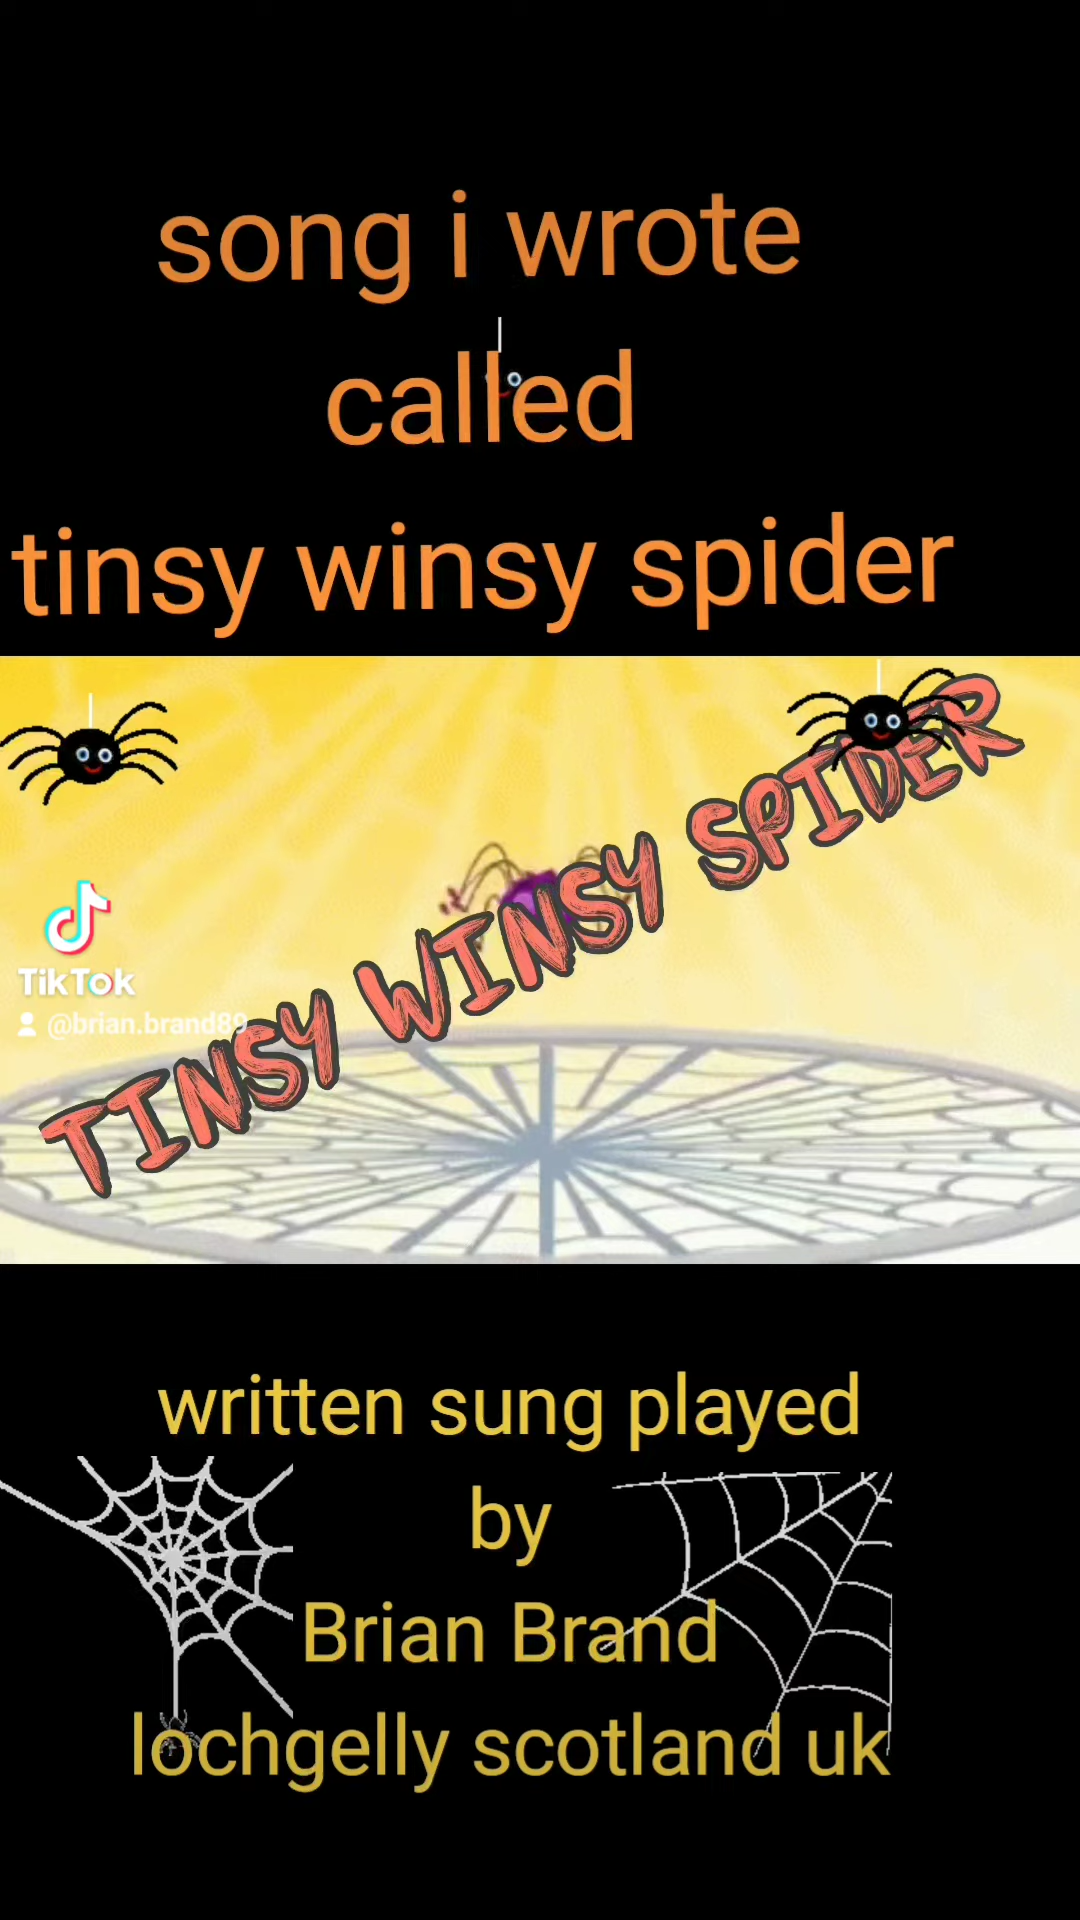 song i wrote
called
tinsy winsy spider
TINSY WINSY SPIDER
TikTok
@brian.brand89
written sung played
by
Brian Brand
lochgelly scotland uk